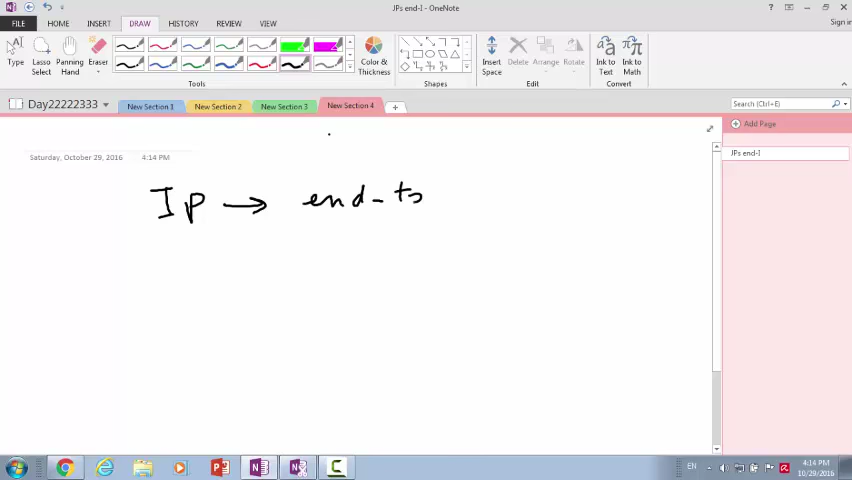 JPs end-I - OneNote
Sign in
FILE HOME INSERT DRAW HISTORY REVIEW VIEW
Type Lasso Select Panning Hand Eraser Color & Thickness Insert Space Delete Arrange Rotate Ink to Text Ink to Math
Tools Shapes Edit Convert
Day22222333 New Section 1 New Section 2 New Section 3 New Section 4 Search (Ctrl+E)
Add Page
JPs end-I
Saturday, October 29, 2016 4:14 PM
Ip → end-to
EN 4:14 PM
10/29/2016